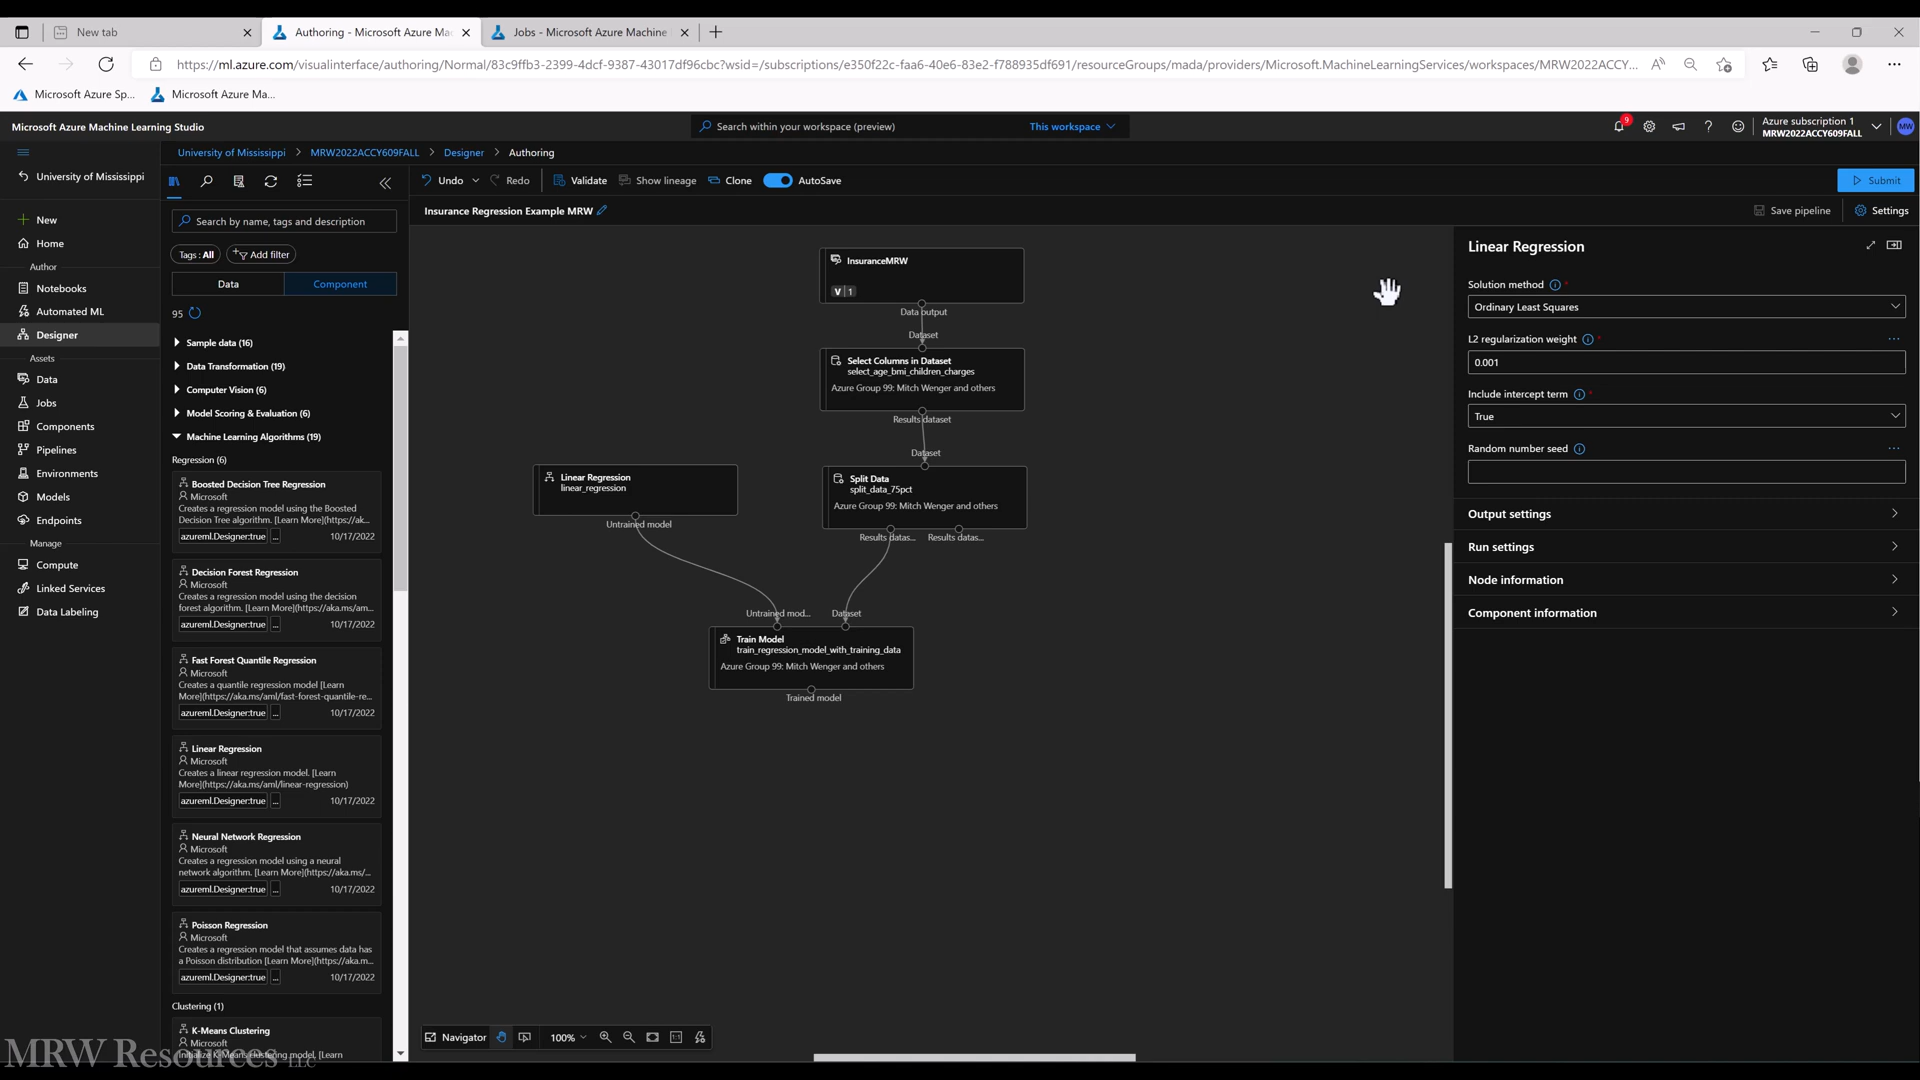 New tab
Authoring - Microsoft Azure Ma
Jobs - Microsoft Azure Machine
https://ml.azure.com/visualinterface/authoring/Normal/83c9ffb3-2399-4dcf-9387-43017df96cbc?wsid=/subscriptions/e350f22c-faa6-40e6-83e2-f788935df691/resourceGroups/mada/providers/Microsoft.MachineLearningServices/workspaces/MRW2022ACCY...
Microsoft Azure Sp...
Microsoft Azure Ma...
Microsoft Azure Machine Learning Studio
Search within your workspace (preview)
This workspace
9
Azure subscription 1
MRW2022ACCY609FALL
MW
University of Mississippi > MRW2022ACCY609FALL > Designer > Authoring
University of Mississippi
New
Home
Author
Notebooks
Automated ML
Designer
Assets
Data
Jobs
Components
Pipelines
Environments
Models
Endpoints
Manage
Compute
Linked Services
Data Labeling
Search by name, tags and description
Tags : All
Add filter
Data
Component
95
Sample data (16)
Data Transformation (19)
Computer Vision (6)
Model Scoring & Evaluation (6)
Machine Learning Algorithms (19)
Regression (6)
Boosted Decision Tree Regression
Microsoft
Creates a regression model using the Boosted
Decision Tree algorithm. [Learn More](https://ak...
azureml.Designer:true ... 10/17/2022
Decision Forest Regression
Microsoft
Creates a regression model using the decision
forest algorithm. [Learn More](https://aka.ms/am...
azureml.Designer:true ... 10/17/2022
Fast Forest Quantile Regression
Microsoft
Creates a quantile regression model [Learn
More](https://aka.ms/aml/fast-forest-quantile-re...
azureml.Designer:true ... 10/17/2022
Linear Regression
Microsoft
Creates a linear regression model. [Learn
More](https://aka.ms/aml/linear-regression)
azureml.Designer:true ... 10/17/2022
Neural Network Regression
Microsoft
Creates a regression model using a neural
network algorithm. [Learn More](https://aka.ms/...
azureml.Designer:true ... 10/17/2022
Poisson Regression
Microsoft
Creates a regression model that assumes data has
a Poisson distribution [Learn More](https://aka.m...
azureml.Designer:true ... 10/17/2022
Clustering (1)
K-Means Clustering
Microsoft
Initialize K-Means clustering model. [Learn
MRW Resources LLC
Undo
Redo
Validate
Show lineage
Clone
AutoSave
Submit
Insurance Regression Example MRW
Save pipeline
Settings
InsuranceMRW
V 1
Data output
Dataset
Select Columns in Dataset
select_age_bmi_children_charges
Azure Group 99: Mitch Wenger and others
Results dataset
Dataset
Linear Regression
linear_regression
Untrained model
Split Data
split_data_75pct
Azure Group 99: Mitch Wenger and others
Results datas...
Results datas...
Untrained mod...
Dataset
Train Model
train_regression_model_with_training_data
Azure Group 99: Mitch Wenger and others
Trained model
Navigator
100%
1:1
Linear Regression
Solution method *
Ordinary Least Squares
L2 regularization weight *
0.001
Include intercept term *
True
Random number seed
Output settings
Run settings
Node information
Component information